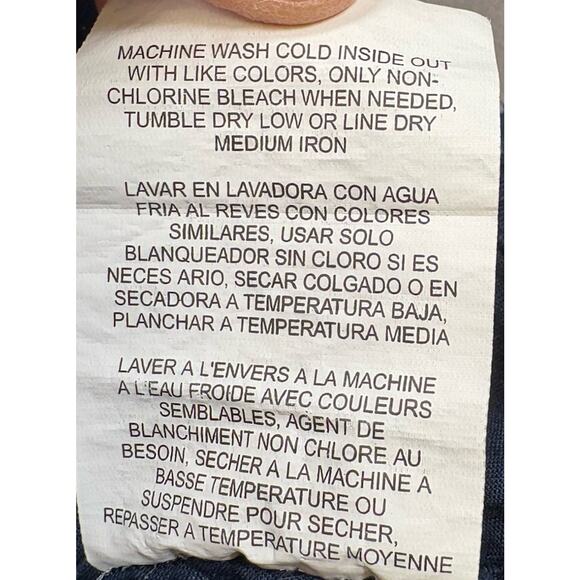 MACHINE WASH COLD INSIDE OUT
WITH LIKE COLORS, ONLY NON-
CHLORINE BLEACH WHEN NEEDED,
TUMBLE DRY LOW OR LINE DRY
MEDIUM IRON
LAVAR EN LAVADORA CON AGUA
FRIA AL REVES CON COLORES
SIMILARES, USAR SOLO
BLANQUEADOR SIN CLORO SI ES
NECES ARIO, SECAR COLGADO O EN
SECADORA A TEMPERATURA BAJA,
PLANCHAR A TEMPERATURA MEDIA
LAVER A L'ENVERS A LA MACHINE
A L'EAU FROIDE AVEC COULEURS
SEMBLABLES, AGENT DE
BLANCHIMENT NON CHLORE AU
BESOIN, SECHER A LA MACHINE A
BASSE TEMPERATURE OU
SUSPENDRE POUR SECHER,
REPASSER A TEMPERATURE MOYENNE